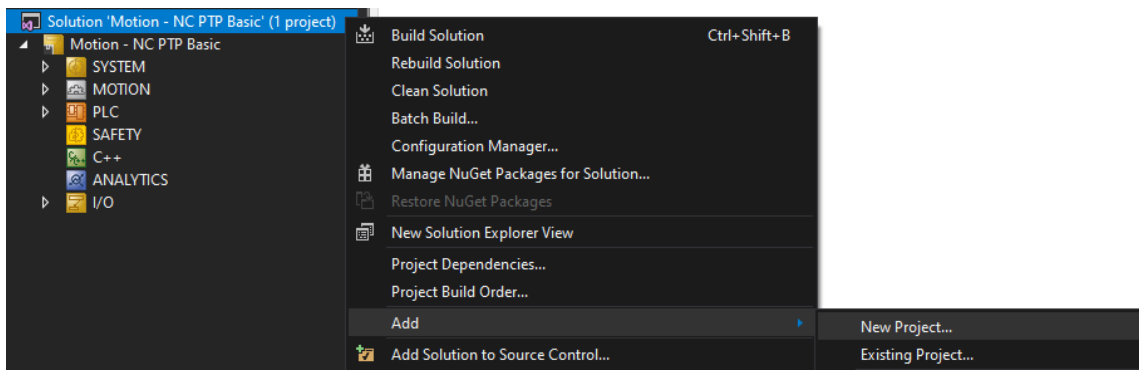 Solution 'Motion - NC PTP Basic' (1 project)
Motion - NC PTP Basic
SYSTEM
MOTION
PLC
SAFETY
C++
ANALYTICS
I/O
Build Solution Ctrl+Shift+B
Rebuild Solution
Clean Solution
Batch Build...
Configuration Manager...
Manage NuGet Packages for Solution...
Restore NuGet Packages
New Solution Explorer View
Project Dependencies...
Project Build Order...
Add
Add Solution to Source Control...
New Project...
Existing Project...